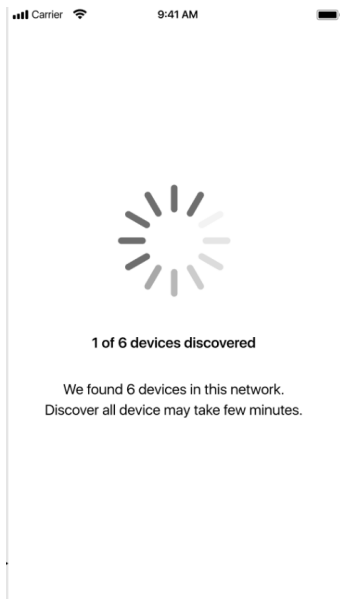 Carrier 9:41 AM
1 of 6 devices discovered
We found 6 devices in this network.
Discover all device may take few minutes.